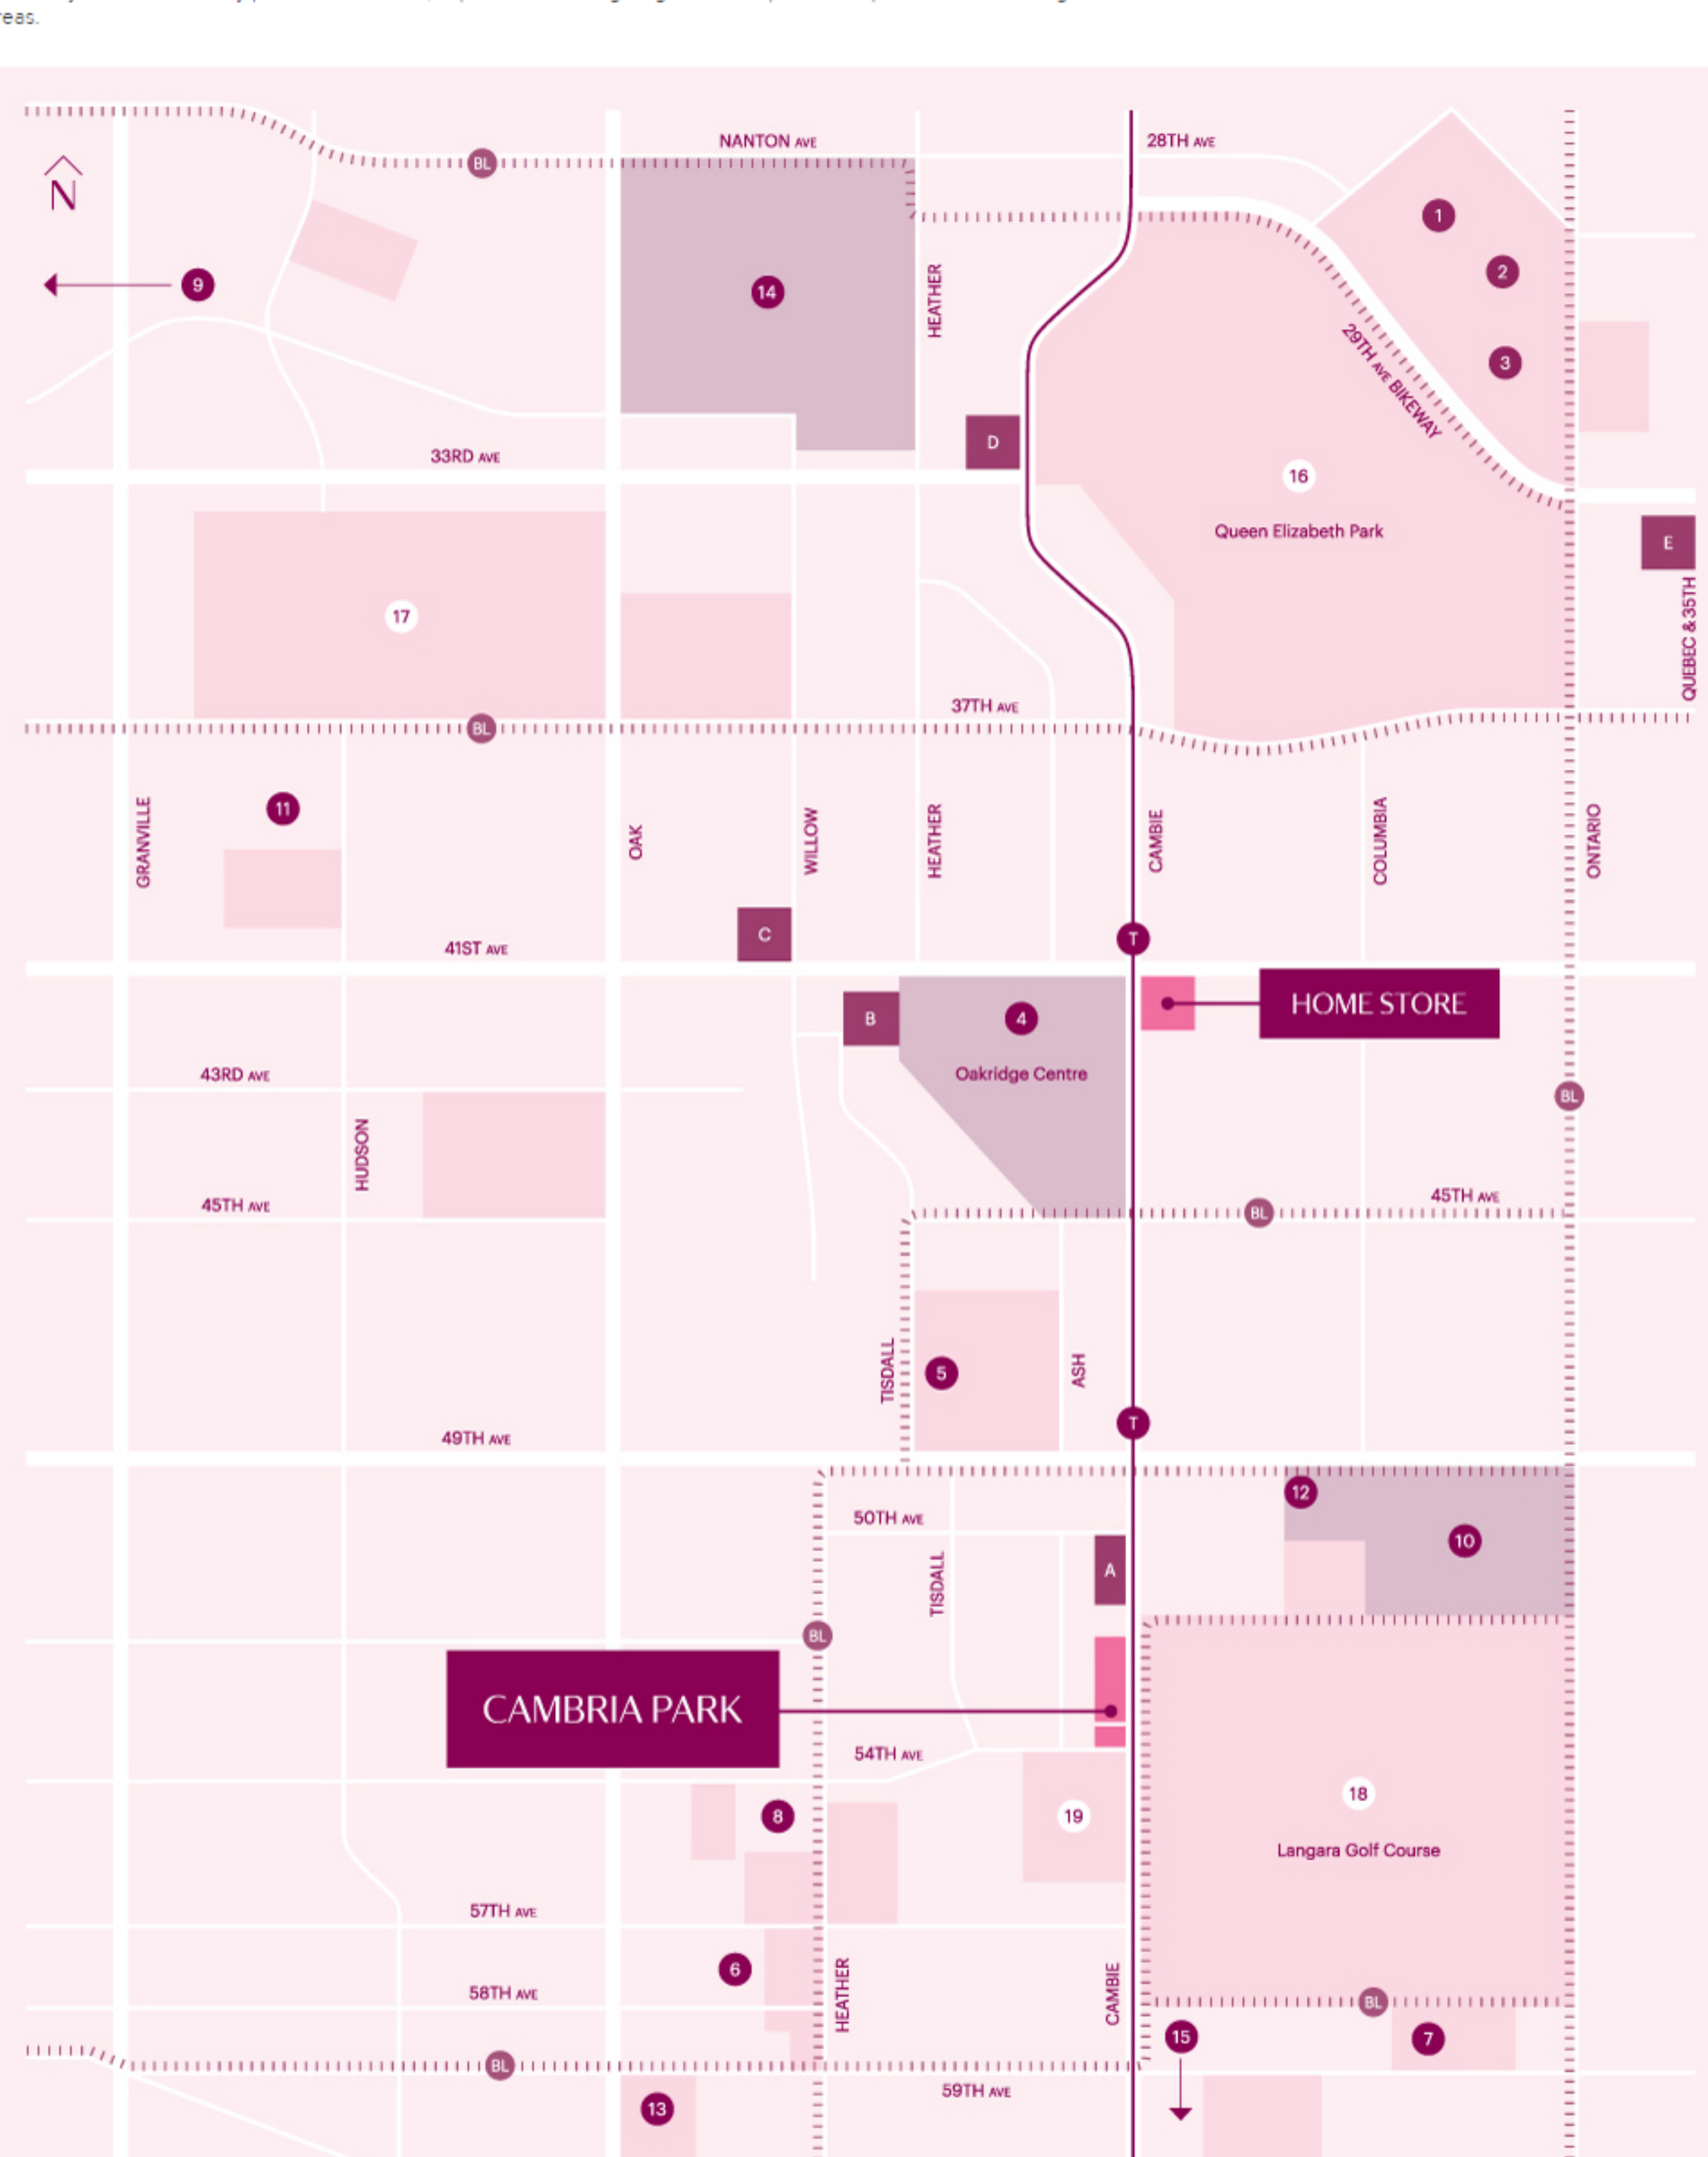 reas.
NANTON AVE
28TH AVE
BL
N
1
9
2
14
HEATHER
3
29TH AVE BIKEWAY
D
33RD AVE
16
Queen Elizabeth Park
E
QUEBEC & 35TH
17
37TH AVE
BL
11
GRANVILLE
OAK
WILLOW
HEATHER
CAMBIE
COLUMBIA
ONTARIO
C
T
41ST AVE
HOME STORE
B
4
Oakridge Centre
43RD AVE
BL
HUDSON
45TH AVE
45TH AVE
BL
TISDALL
5
ASH
T
49TH AVE
12
50TH AVE
10
A
TISDALL
BL
CAMBRIA PARK
54TH AVE
8
19
18
Langara Golf Course
57TH AVE
6
58TH AVE
HEATHER
CAMBIE
BL
15
7
BL
59TH AVE
13